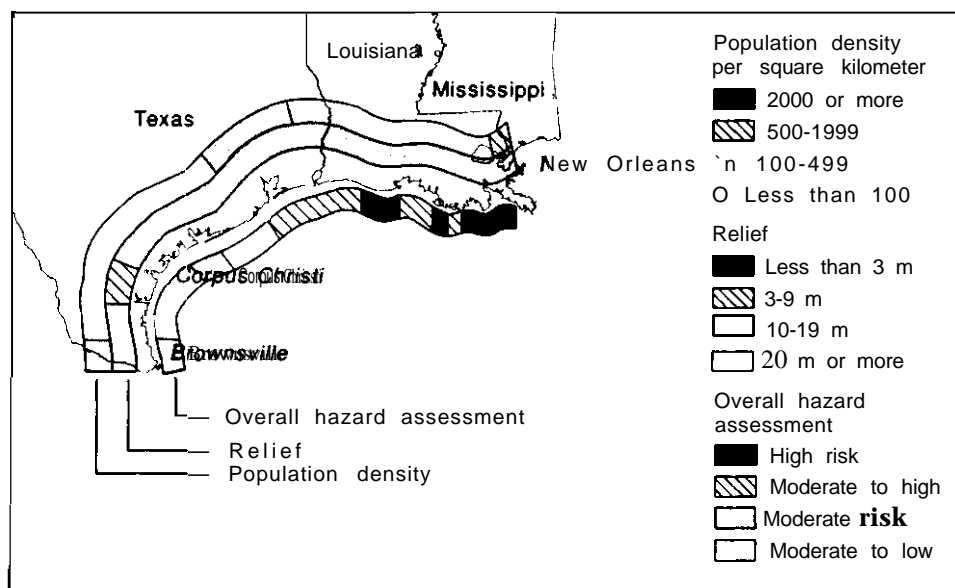 Louisiana
Mississippi
Texas
New Orleans
Corpus Christi
Brownsville
Overall hazard assessment
Relief
Population density
Population density
per square kilometer
2000 or more
500-1999
`n 100-499
O Less than 100
Relief
Less than 3 m
3-9 m
10-19 m
20 m or more
Overall hazard
assessment
High risk
Moderate to high
Moderate risk
Moderate to low